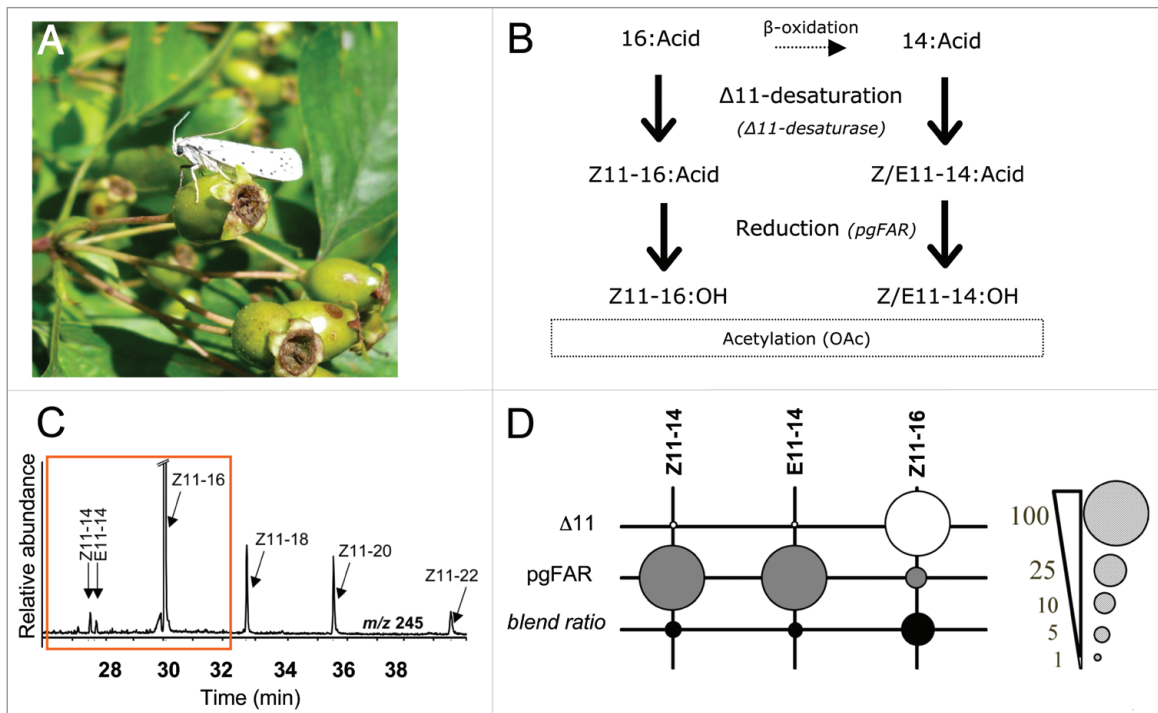 A
B
16:Acid
β-oxidation
14:Acid
Δ11-desaturation
(Δ11-desaturase)
Z11-16:Acid
Z/E11-14:Acid
Reduction (pgFAR)
Z11-16:OH
Z/E11-14:OH
Acetylation (OAc)
C
Relative abundance
Z11-14
E11-14
Z11-16
Z11-18
Z11-20
Z11-22
m/z 245
28 30 32 34 36 38
Time (min)
D
Z11-14
E11-14
Z11-16
Δ11
pgFAR
blend ratio
100
25
10
5
1